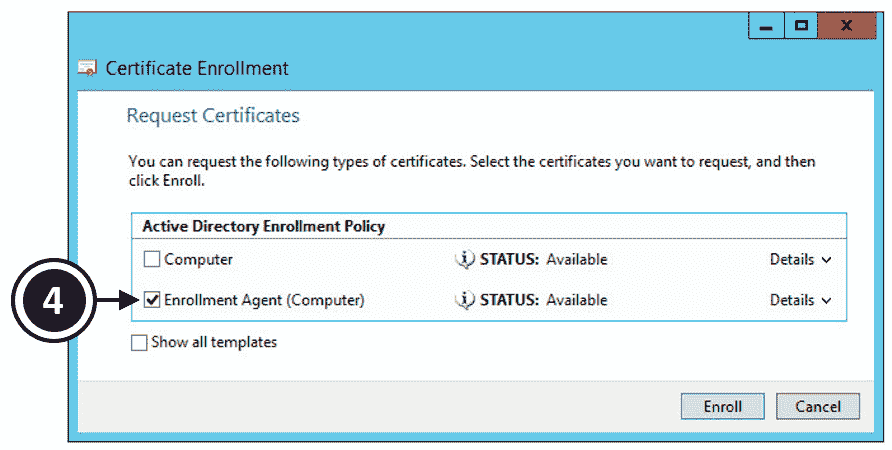 Certificate Enrollment
Request Certificates
You can request the following types of certificates. Select the certificates you want to request, and then
click Enroll.
Active Directory Enrollment Policy
Computer STATUS: Available Details
4 Enrollment Agent (Computer) STATUS: Available Details
Show all templates
Enroll Cancel